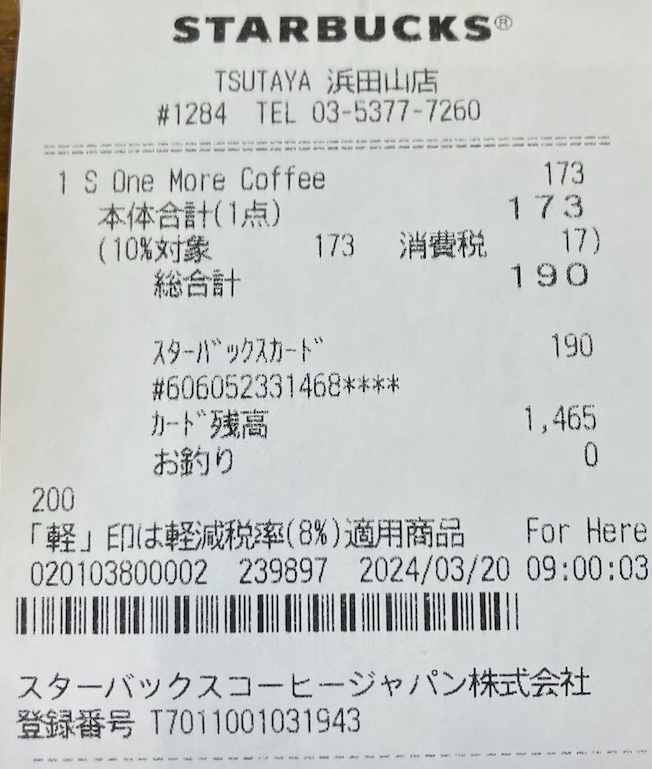 STARBUCKS®
TSUTAYA 浜田山店
#1284 TEL 03-5377-7260
1 S One More Coffee 173
本体合計(1点) 173
(10%対象 173 消費税 17)
総合計 190
ｽﾀｰﾊﾞｯｸｽｶｰﾄﾞ 190
#606052331468****
ｶｰﾄﾞ残高 1,465
お釣り 0
200
「軽」印は軽減税率(8%)適用商品 For Here
020103800002 239897 2024/03/20 09:00:03
スターバックスコーヒージャパン株式会社
登録番号 T7011001031943